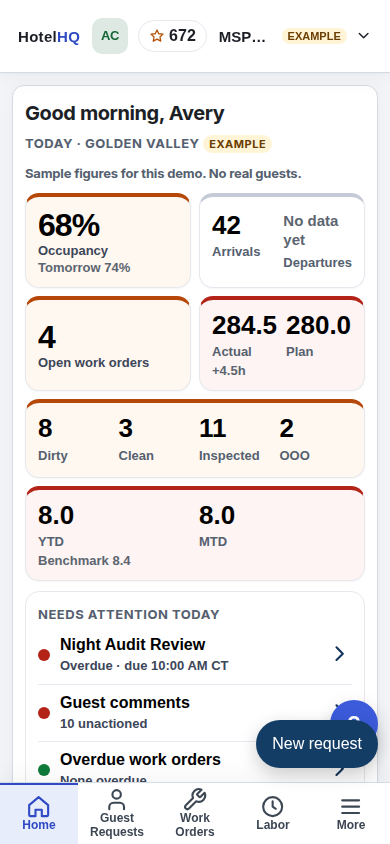 HotelHQ AC 672 MSP... EXAMPLE
Good morning, Avery
TODAY · GOLDEN VALLEY EXAMPLE
Sample figures for this demo. No real guests.
68%
Occupancy
Tomorrow 74%
42
Arrivals
No data
yet
Departures
4
Open work orders
284.5 280.0
Actual Plan
+4.5h
8 3 11 2
Dirty Clean Inspected OOO
8.0 8.0
YTD MTD
Benchmark 8.4
NEEDS ATTENTION TODAY
Night Audit Review
Overdue · due 10:00 AM CT
Guest comments
10 unactioned
New request
Overdue work orders
None overdue
Home
Guest
Requests
Work
Orders
Labor
More